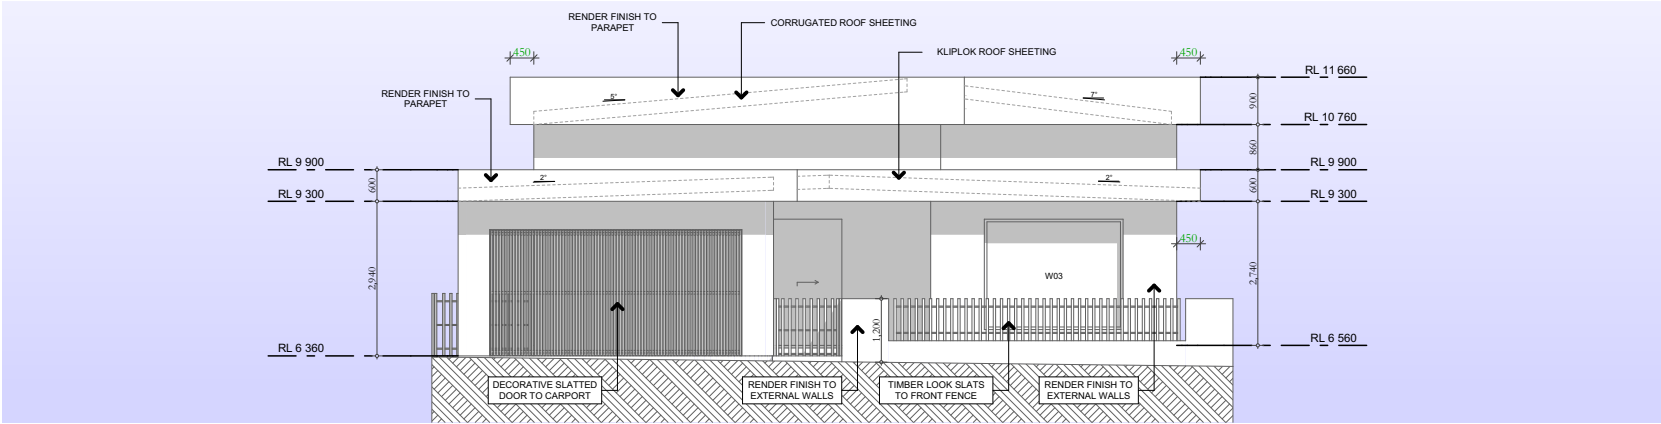 RENDER FINISH TO
PARAPET
CORRUGATED ROOF SHEETING
KLIPLOK ROOF SHEETING
450
450
RL 11 660
RENDER FINISH TO
PARAPET
5°
7°
900
RL 10 760
860
RL 9 900
RL 9 900
600
2°
2°
600
RL 9 300
RL 9 300
450
2,940
W03
2,740
1,200
RL 6 360
RL 6 560
DECORATIVE SLATTED
DOOR TO CARPORT
RENDER FINISH TO
EXTERNAL WALLS
TIMBER LOOK SLATS
TO FRONT FENCE
RENDER FINISH TO
EXTERNAL WALLS